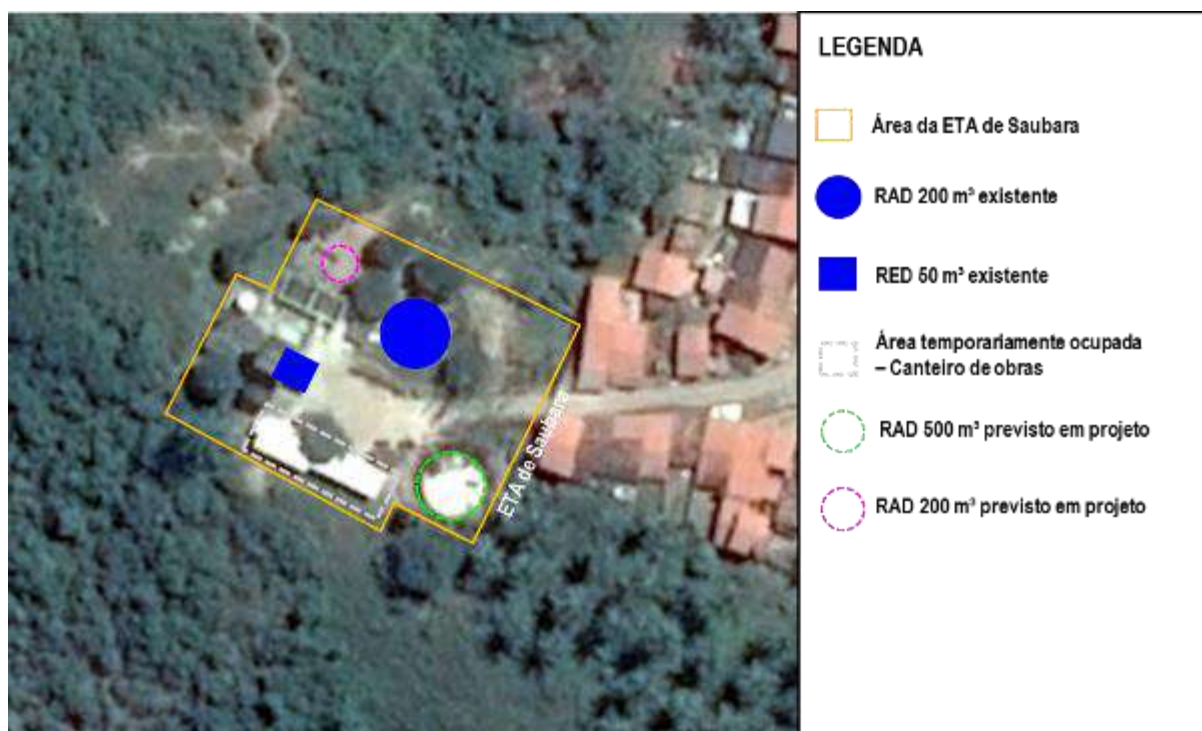 LEGENDA
Área da ETA de Saubara
RAD 200 m³ existente
RED 50 m³ existente
Área temporariamente ocupada
– Canteiro de obras
RAD 500 m³ previsto em projeto
RAD 200 m³ previsto em projeto
ETA de Saubara